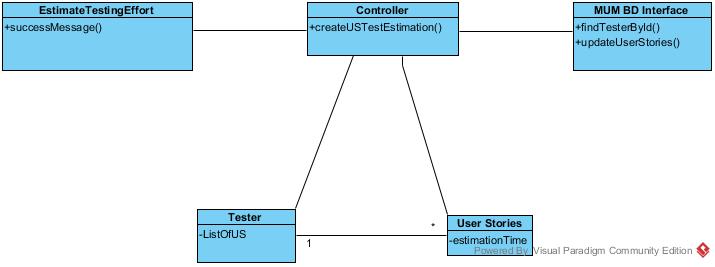 EstimateTestingEffort
+successMessage()
Controller
+createUSTestEstimation()
MUM BD Interface
+findTesterById()
+updateUserStories()
Tester
-ListOfUS
1
*
User Stories
-estimationTime
Powered By Visual Paradigm Community Edition